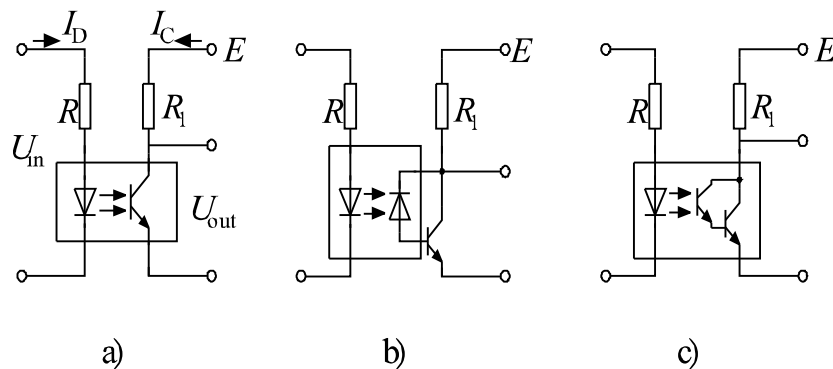 I_D I_C E E E
R R_1 R R_1 R R_1
U_in
U_out
a) b) c)